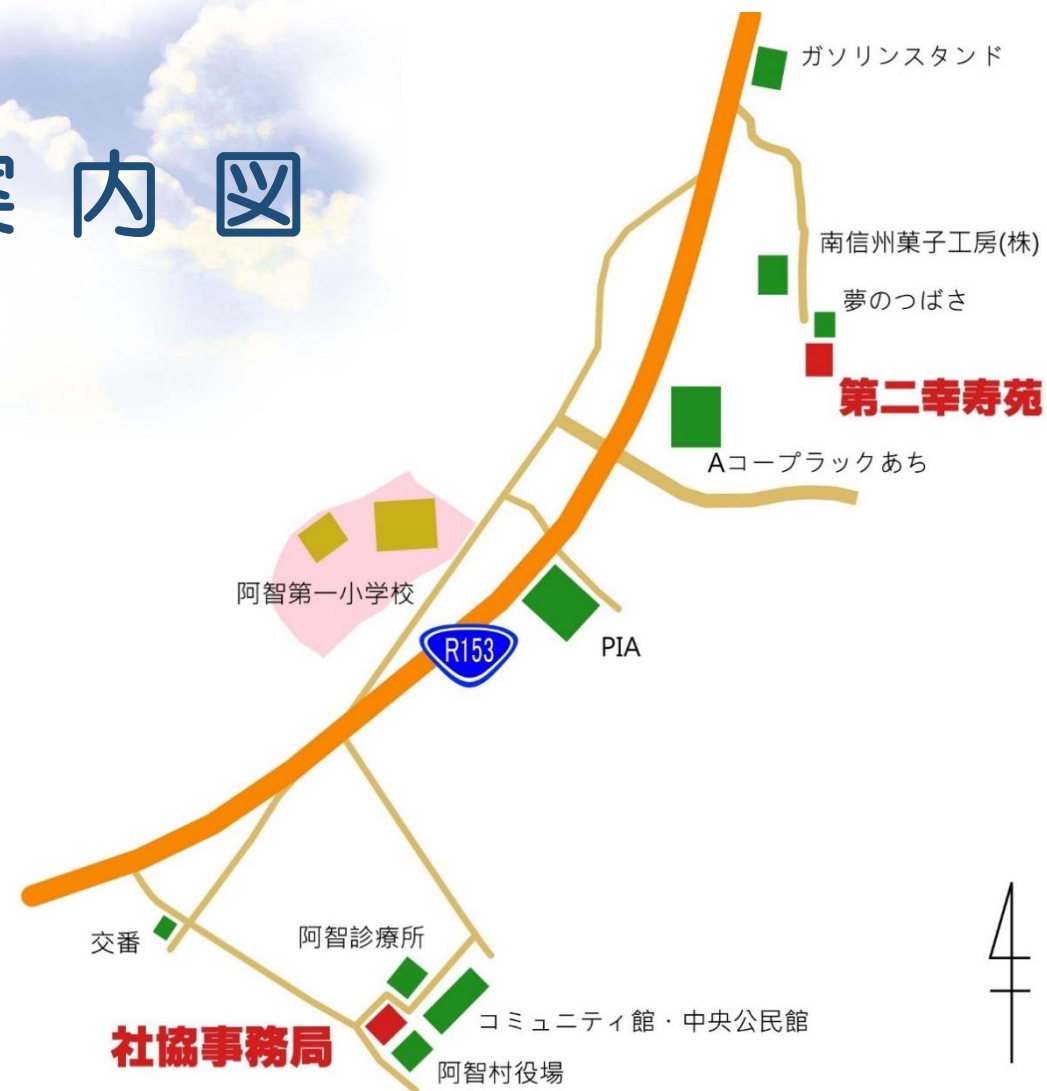 案内図
ガソリンスタンド
南信州菓子工房(株)
夢のつばさ
第二幸寿苑
Aコープラックあち
阿智第一小学校
R153
PIA
交番
阿智診療所
コミュニティ館・中央公民館
社協事務局
阿智村役場